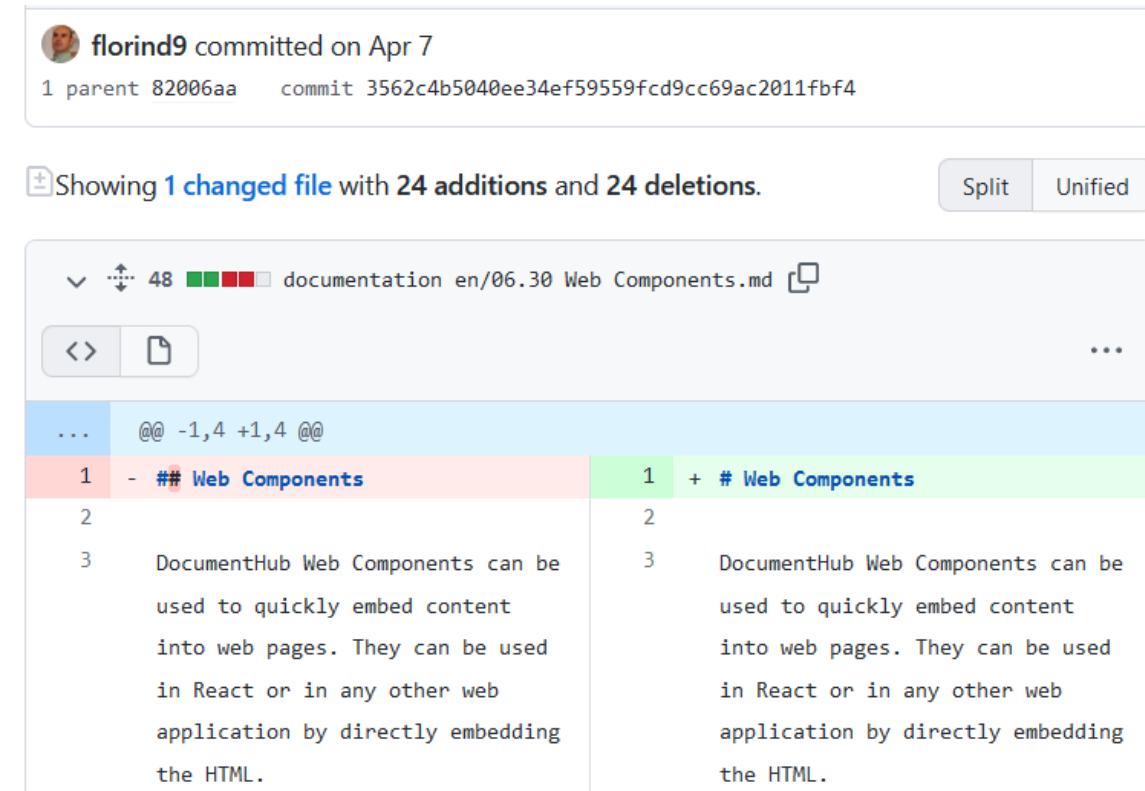 florind9 committed on Apr 7
1 parent 82006aa commit 3562c4b5040ee34ef59559fcd9cc69ac2011fbf4
Showing 1 changed file with 24 additions and 24 deletions.
Split Unified
48 documentation en/06.30 Web Components.md
...
@@ -1,4 +1,4 @@
1 - ## Web Components
2
3 DocumentHub Web Components can be
used to quickly embed content
into web pages. They can be used
in React or in any other web
application by directly embedding
the HTML.
1 + # Web Components
2
3 DocumentHub Web Components can be
used to quickly embed content
into web pages. They can be used
in React or in any other web
application by directly embedding
the HTML.